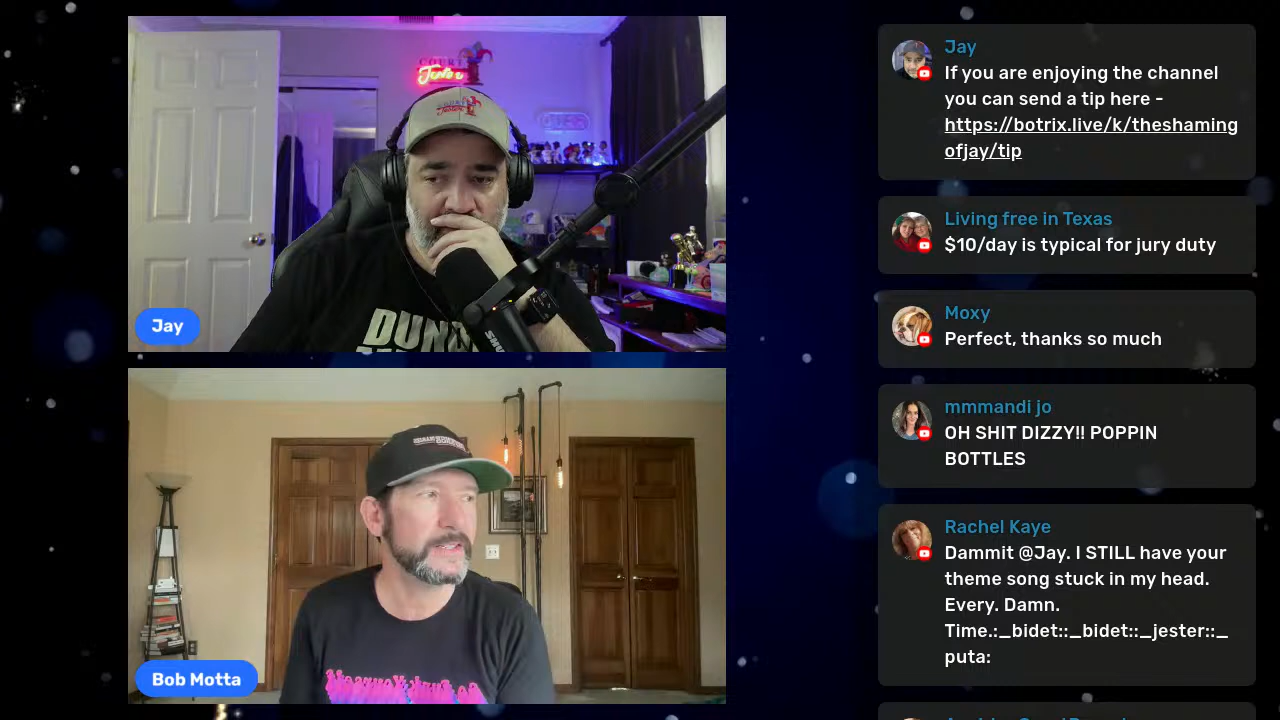 COURT
Jester
Jay
Bob Motta
Jay
If you are enjoying the channel
you can send a tip here -
https://botrix.live/k/theshaming
ofjay/tip
Living free in Texas
$10/day is typical for jury duty
Moxy
Perfect, thanks so much
mmmandi jo
OH SHIT DIZZY!! POPPIN
BOTTLES
Rachel Kaye
Dammit @Jay. I STILL have your
theme song stuck in my head.
Every. Damn.
Time.:_bidet::_bidet::_jester::_
puta: